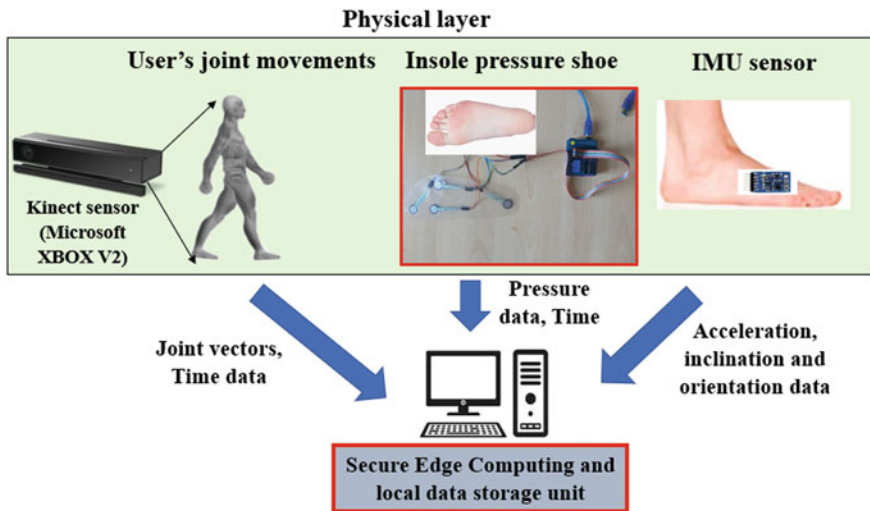 Physical layer
User's joint movements
Insole pressure shoe
IMU sensor
Kinect sensor
(Microsoft
XBOX V2)
Joint vectors,
Time data
Pressure
data, Time
Acceleration,
inclination and
orientation data
Secure Edge Computing and
local data storage unit